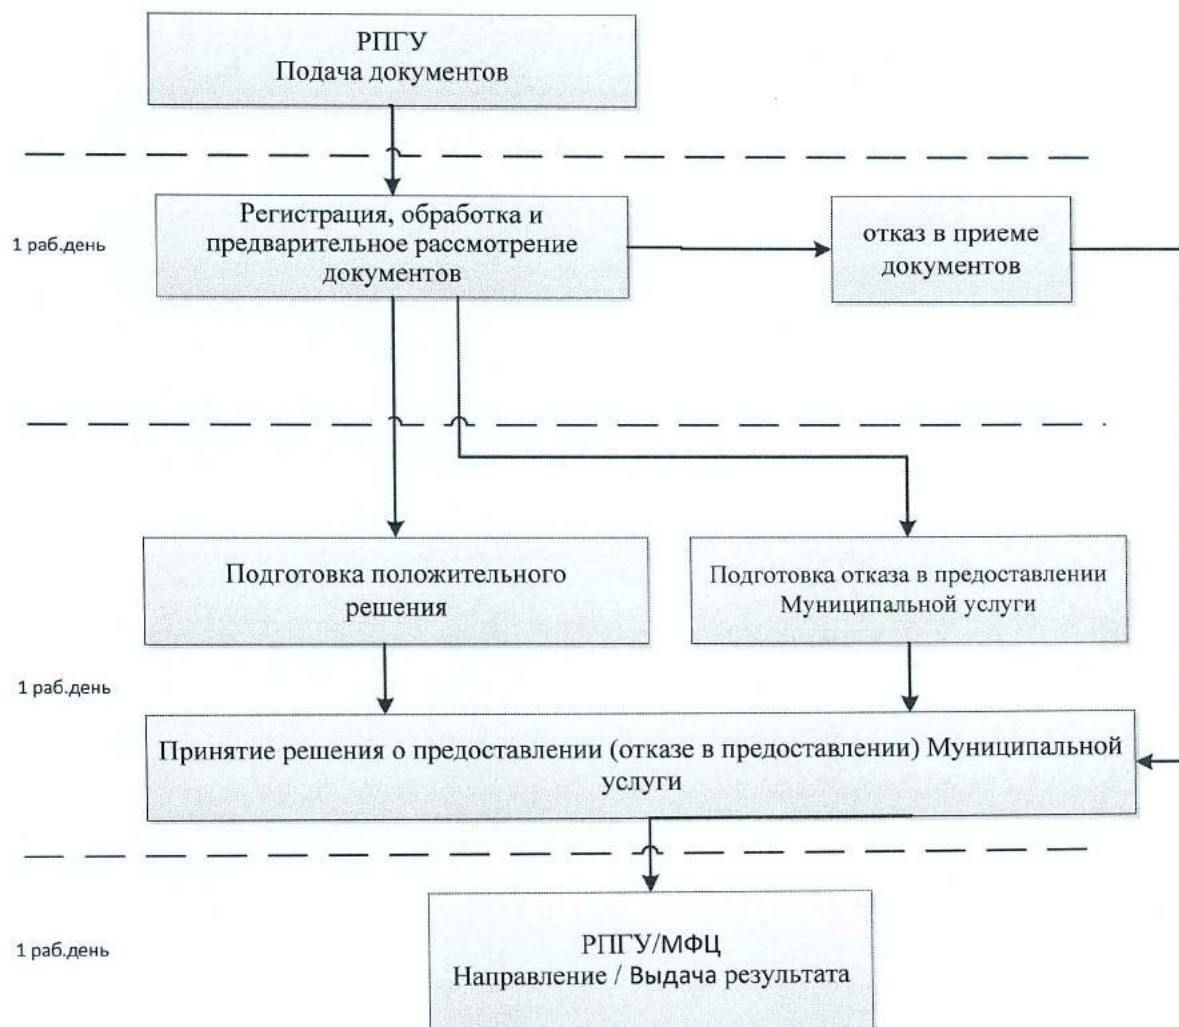 РПГУ
Подача документов
1 раб.день
Регистрация, обработка и
предварительное рассмотрение
документов
отказ в приеме
документов
Подготовка положительного
решения
Подготовка отказа в предоставлении
Муниципальной услуги
1 раб.день
Принятие решения о предоставлении (отказе в предоставлении) Муниципальной
услуги
1 раб.день
РПГУ/МФЦ
Направление / Выдача результата